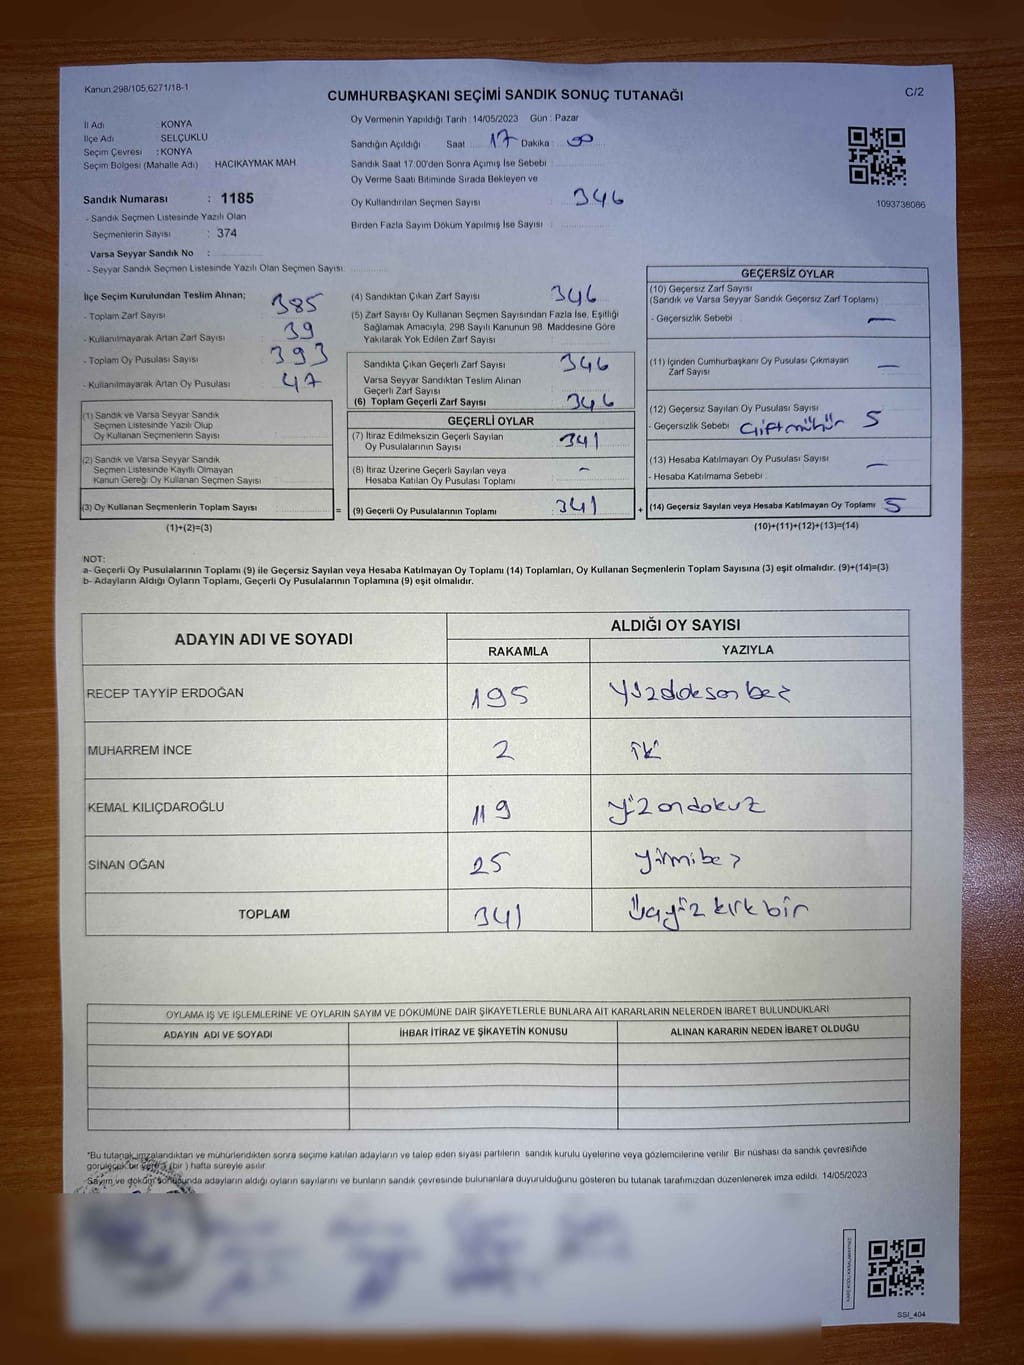 Kanun:298/105,6271/18-1
CUMHURBAŞKANI SEÇİMİ SANDIK SONUÇ TUTANAĞI
C/2
İl Adı : KONYA
İlçe Adı : SELÇUKLU
Seçim Çevresi : KONYA
Seçim Bölgesi (Mahalle Adı) HACIKAYMAK MAH
Sandık Numarası : 1185
- Sandık Seçmen Listesinde Yazılı Olan
Seçmenlerin Sayısı : 374
Varsa Seyyar Sandık No :
- Seyyar Sandık Seçmen Listesinde Yazılı Olan Seçmen Sayısı:
Oy Vermenin Yapıldığı Tarih : 14/05/2023 Gün : Pazar
Sandığın Açıldığı Saat 17 Dakika : 00
Sandık Saat 17:00'den Sonra Açımış İse Sebebi :
Oy Verme Saati Bitiminde Sırada Bekleyen ve
Oy Kullandırılan Seçmen Sayısı : 346
Birden Fazla Sayım Döküm Yapılmış İse Sayısı :
1093736086
İlçe Seçim Kurulundan Teslim Alınan;
- Toplam Zarf Sayısı : 385
- Kullanılmayarak Artan Zarf Sayısı : 39
- Toplam Oy Pusulası Sayısı : 393
- Kullanılmayarak Artan Oy Pusulası : 47
(1) Sandık ve Varsa Seyyar Sandık
Seçmen Listesinde Yazılı Olup
Oy Kullanan Seçmenlerin Sayısı
(2) Sandık ve Varsa Seyyar Sandık
Seçmen Listesinde Kayıtlı Olmayan
Kanun Gereği Oy Kullanan Seçmen Sayısı
(3) Oy Kullanan Seçmenlerin Toplam Sayısı
(1)+(2)=(3)
=
(4) Sandıktan Çıkan Zarf Sayısı 346
(5) Zarf Sayısı Oy Kullanan Seçmen Sayısından Fazla İse, Eşitliği
Sağlamak Amacıyla, 298 Sayılı Kanunun 98. Maddesine Göre
Yakılarak Yok Edilen Zarf Sayısı
Sandıkta Çıkan Geçerli Zarf Sayısı 346
Varsa Seyyar Sandıktan Teslim Alınan
Geçerli Zarf Sayısı
(6) Toplam Geçerli Zarf Sayısı 346
GEÇERLİ OYLAR
(7) İtiraz Edilmeksizin Geçerli Sayılan
Oy Pusulalarının Sayısı 341
(8) İtiraz Üzerine Geçerli Sayılan veya
Hesaba Katılan Oy Pusulası Toplamı -
(9) Geçerli Oy Pusulalarının Toplamı 341
+
GEÇERSİZ OYLAR
(10) Geçersiz Zarf Sayısı
(Sandık ve Varsa Seyyar Sandık Geçersiz Zarf Toplamı)
- Geçersizlik Sebebi : —
(11) İçinden Cumhurbaşkanı Oy Pusulası Çıkmayan
Zarf Sayısı —
(12) Geçersiz Sayılan Oy Pusulası Sayısı
- Geçersizlik Sebebi Çift mühür 5
(13) Hesaba Katılmayan Oy Pusulası Sayısı —
- Hesaba Katılmama Sebebi :
(14) Geçersiz Sayılan veya Hesaba Katılmayan Oy Toplamı 5
(10)+(11)+(12)+(13)=(14)
NOT:
a- Geçerli Oy Pusulalarının Toplamı (9) ile Geçersiz Sayılan veya Hesaba Katılmayan Oy Toplamı (14) Toplamları, Oy Kullanan Seçmenlerin Toplam Sayısına (3) eşit olmalıdır. (9)+(14)=(3)
b- Adayların Aldığı Oyların Toplamı, Geçerli Oy Pusulalarının Toplamına (9) eşit olmalıdır.
ADAYIN ADI VE SOYADI
ALDIĞI OY SAYISI
RAKAMLA YAZIYLA
RECEP TAYYİP ERDOĞAN 195 yüzdoksan beş
MUHARREM İNCE 2 iki
KEMAL KILIÇDAROĞLU 119 yüz ondokuz
SİNAN OĞAN 25 yirmibeş
TOPLAM 341 üçyüz kırk bir
OYLAMA İŞ VE İŞLEMLERİNE VE OYLARIN SAYIM VE DÖKÜMÜNE DAİR ŞİKAYETLERLE BUNLARA AİT KARARLARIN NELERDEN İBARET BULUNDUKLARI
ADAYIN ADI VE SOYADI İHBAR İTİRAZ VE ŞİKAYETİN KONUSU ALINAN KARARIN NEDEN İBARET OLDUĞU
*Bu tutanak imzalandıktan ve mühürlendikten sonra seçime katılan adayların ve talep eden siyasi partilerin sandık kurulu üyelerine veya gözlemcilerine verilir. Bir nüshası da sandık çevresinde
görülecek bir yere 1 (bir ) hafta süreyle asılır
Sayım ve döküm sonucunda adayların aldığı oyların sayılarını ve bunların sandık çevresinde bulunanlara duyurulduğunu gösteren bu tutanak tarafımızdan düzenlenerek imza edildi. 14/05/2023
SSI_404